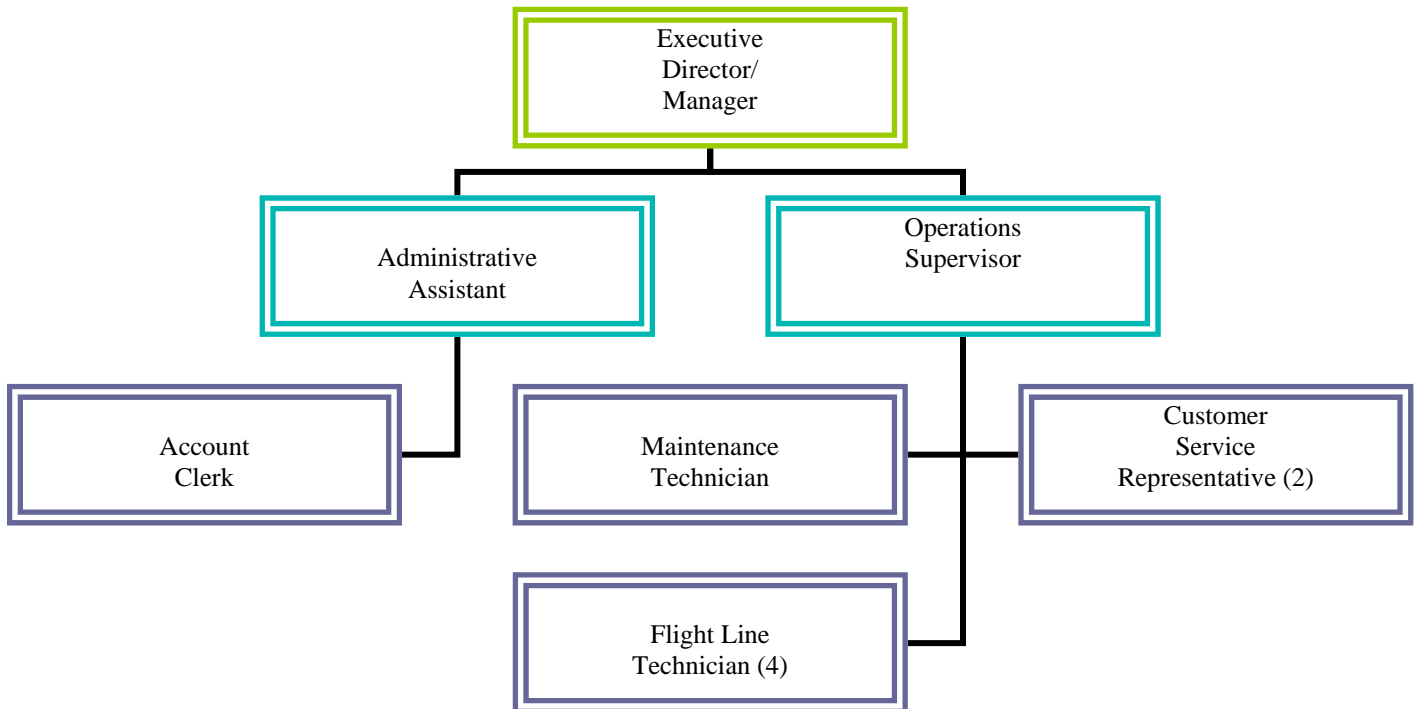 Executive
Director/
Manager
Administrative
Assistant
Operations
Supervisor
Account
Clerk
Maintenance
Technician
Customer
Service
Representative (2)
Flight Line
Technician (4)